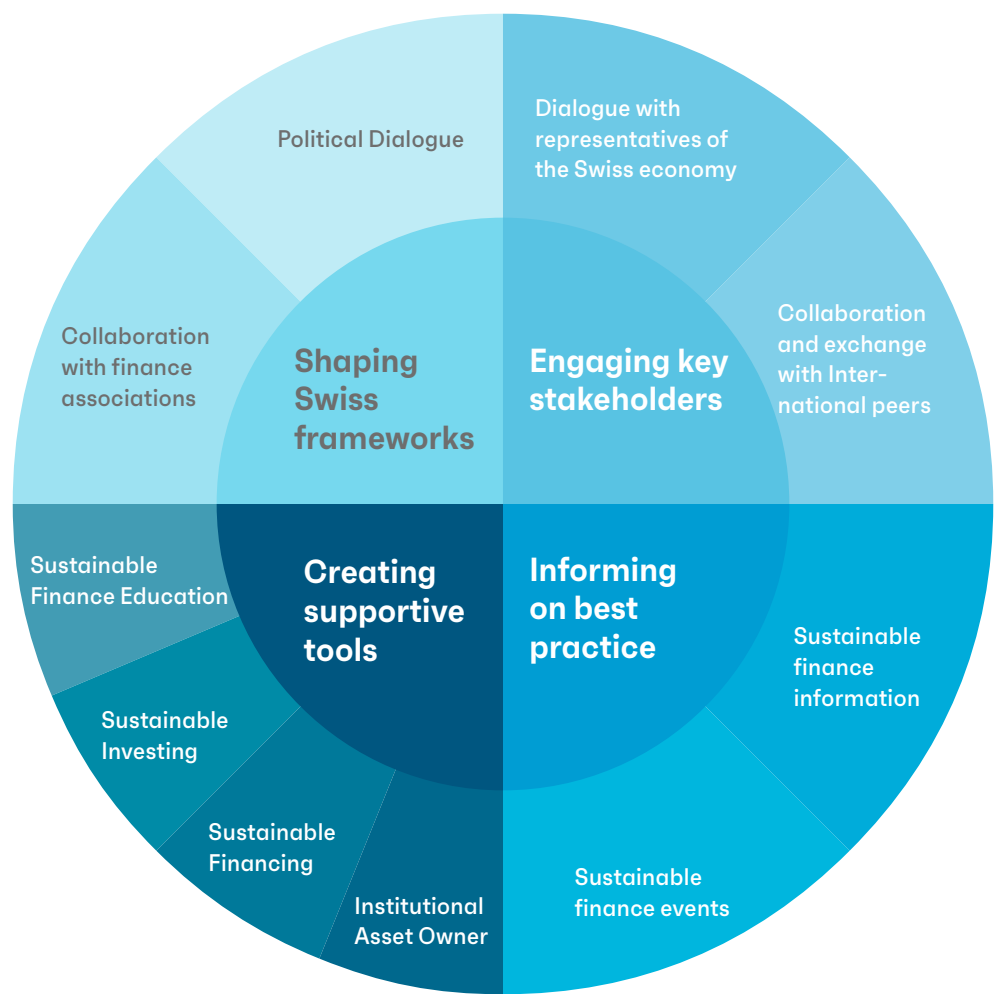 Political Dialogue
Dialogue with
representatives of
the Swiss economy
Collaboration
and exchange
with Inter-
national peers
Collaboration
with finance
associations
Shaping
Swiss
frameworks
Engaging key
stakeholders
Creating
supportive
tools
Informing
on best
practice
Sustainable
Finance Education
Sustainable
Investing
Sustainable
Financing
Institutional
Asset Owner
Sustainable
finance events
Sustainable
finance
information